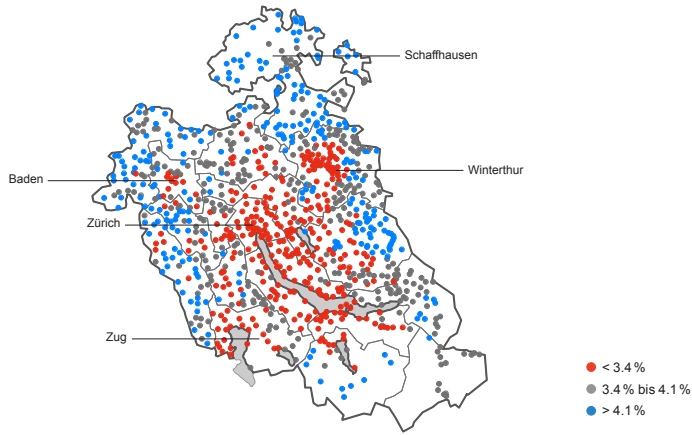 Schaffhausen
Winterthur
Baden
Zürich
Zug
< 3.4 %
3.4 % bis 4.1 %
> 4.1 %